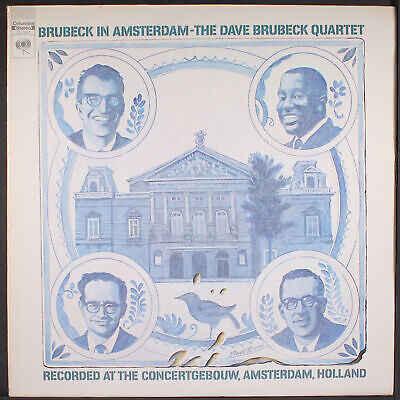 Columbia
Stereo
BRUBECK IN AMSTERDAM-THE DAVE BRUBECK QUARTET
RECORDED AT THE CONCERTGEBOUW, AMSTERDAM, HOLLAND